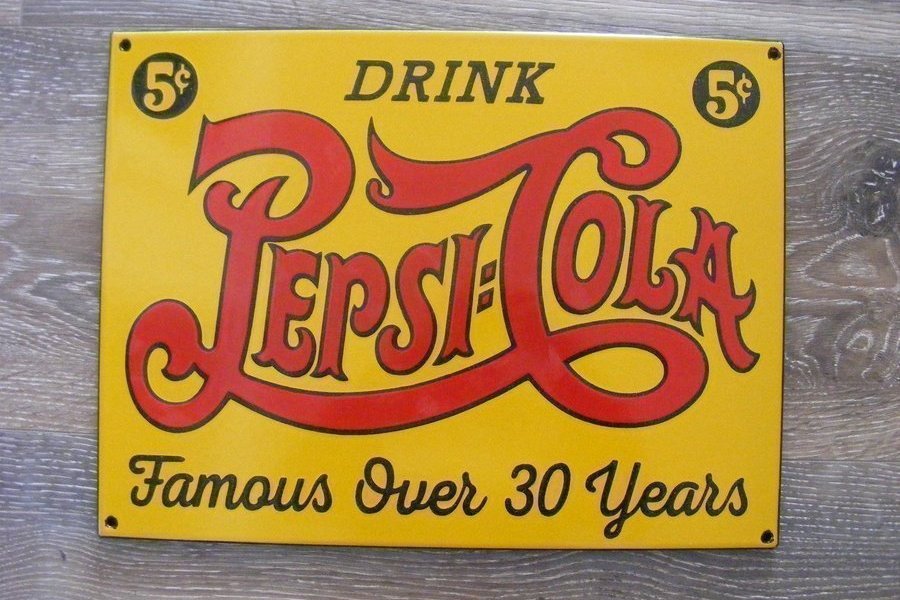 5¢ DRINK 5¢
PEPSI:COLA
Famous Over 30 Years